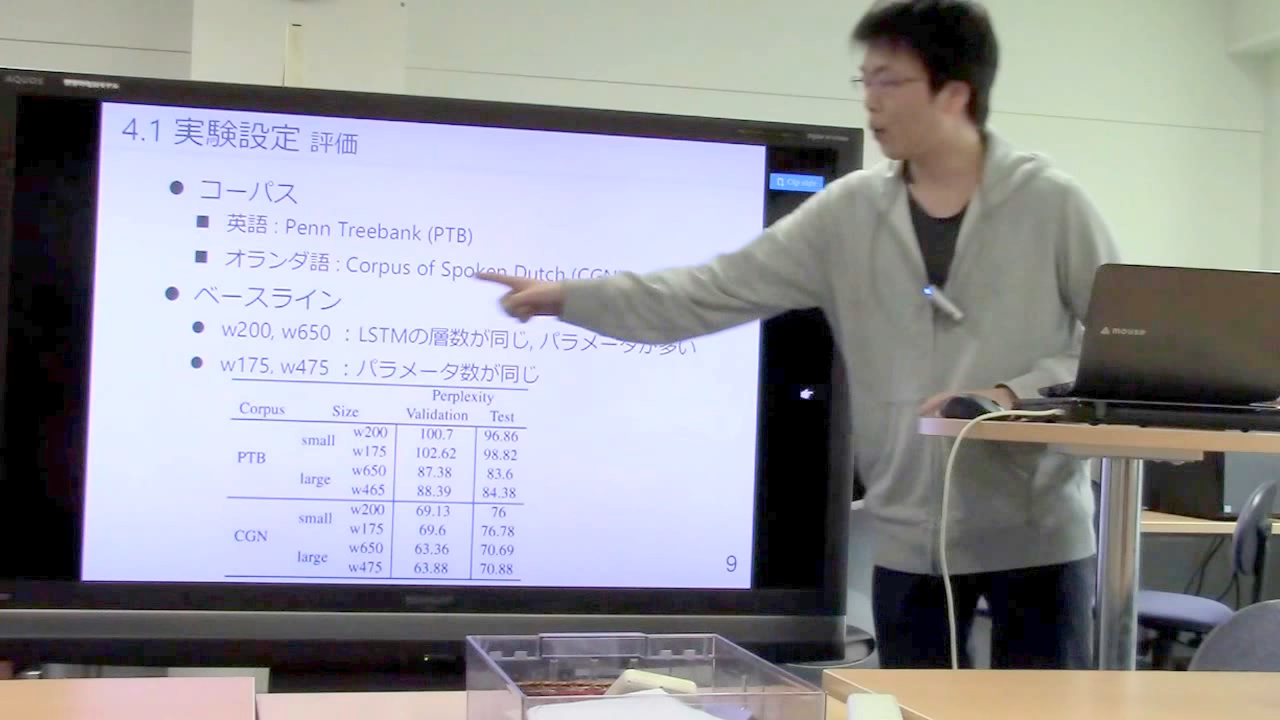 AQUOS
4.1 実験設定 評価
Clip slide
● コーパス
■ 英語 : Penn Treebank (PTB)
■ オランダ語 : Corpus of Spoken Dutch (CGN
● ベースライン
● w200, w650 ：LSTMの層数が同じ, パラメータが多い
● w175, w475 ：パラメータ数が同じ
Perplexity
Corpus Size Validation Test
PTB small w200 100.7 96.86
w175 102.62 98.82
large w650 87.38 83.6
w465 88.39 84.38
CGN small w200 69.13 76
w175 69.6 76.78
large w650 63.36 70.69
w475 63.88 70.88
9
mouse